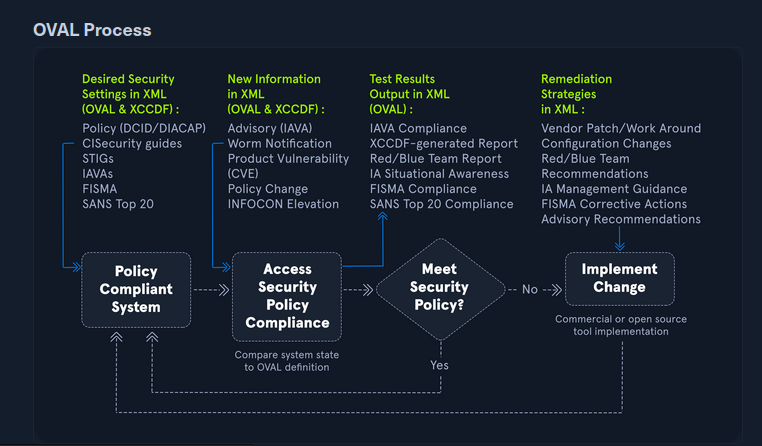 OVAL Process
Desired Security
Settings in XML
(OVAL & XCCDF) :
Policy (DCID/DIACAP)
CISecurity guides
STIGs
IAVAs
FISMA
SANS Top 20
New Information
in XML
(OVAL & XCCDF) :
Advisory (IAVA)
Worm Notification
Product Vulnerability
(CVE)
Policy Change
INFOCON Elevation
Test Results
Output in XML
(OVAL) :
IAVA Compliance
XCCDF-generated Report
Red/Blue Team Report
IA Situational Awareness
FISMA Compliance
SANS Top 20 Compliance
Remediation
Strategies
in XML :
Vendor Patch/Work Around
Configuration Changes
Red/Blue Team
Recommendations
IA Management Guidance
FISMA Corrective Actions
Advisory Recommendations
Policy
Compliant
System
Access
Security
Policy
Compliance
Compare system state
to OVAL definition
Meet
Security
Policy?
No
Yes
Implement
Change
Commercial or open source
tool implementation